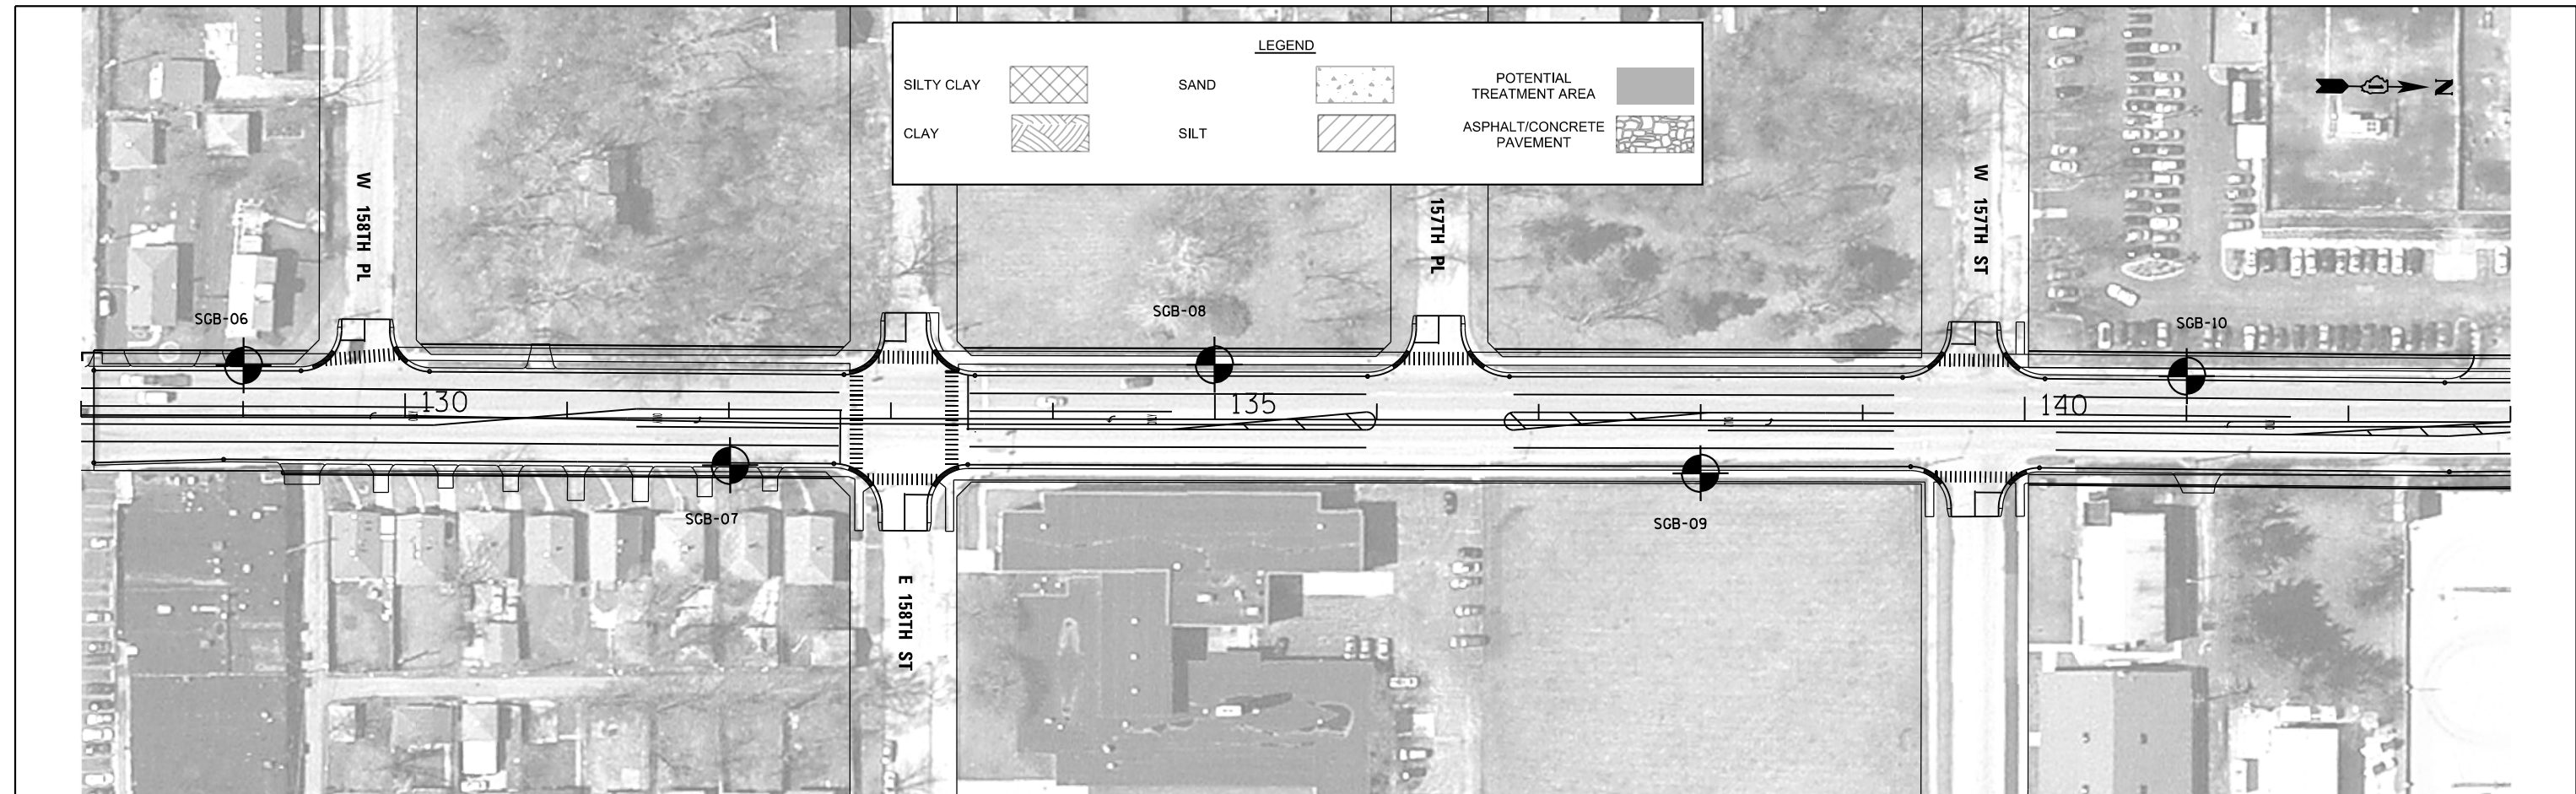 LEGEND
SILTY CLAY
SAND
POTENTIAL
TREATMENT AREA
CLAY
SILT
ASPHALT/CONCRETE
PAVEMENT
N
W 158TH PL
157TH PL
W 157TH ST
SGB-06
SGB-08
SGB-10
130
135
140
SGB-07
SGB-09
E 158TH ST